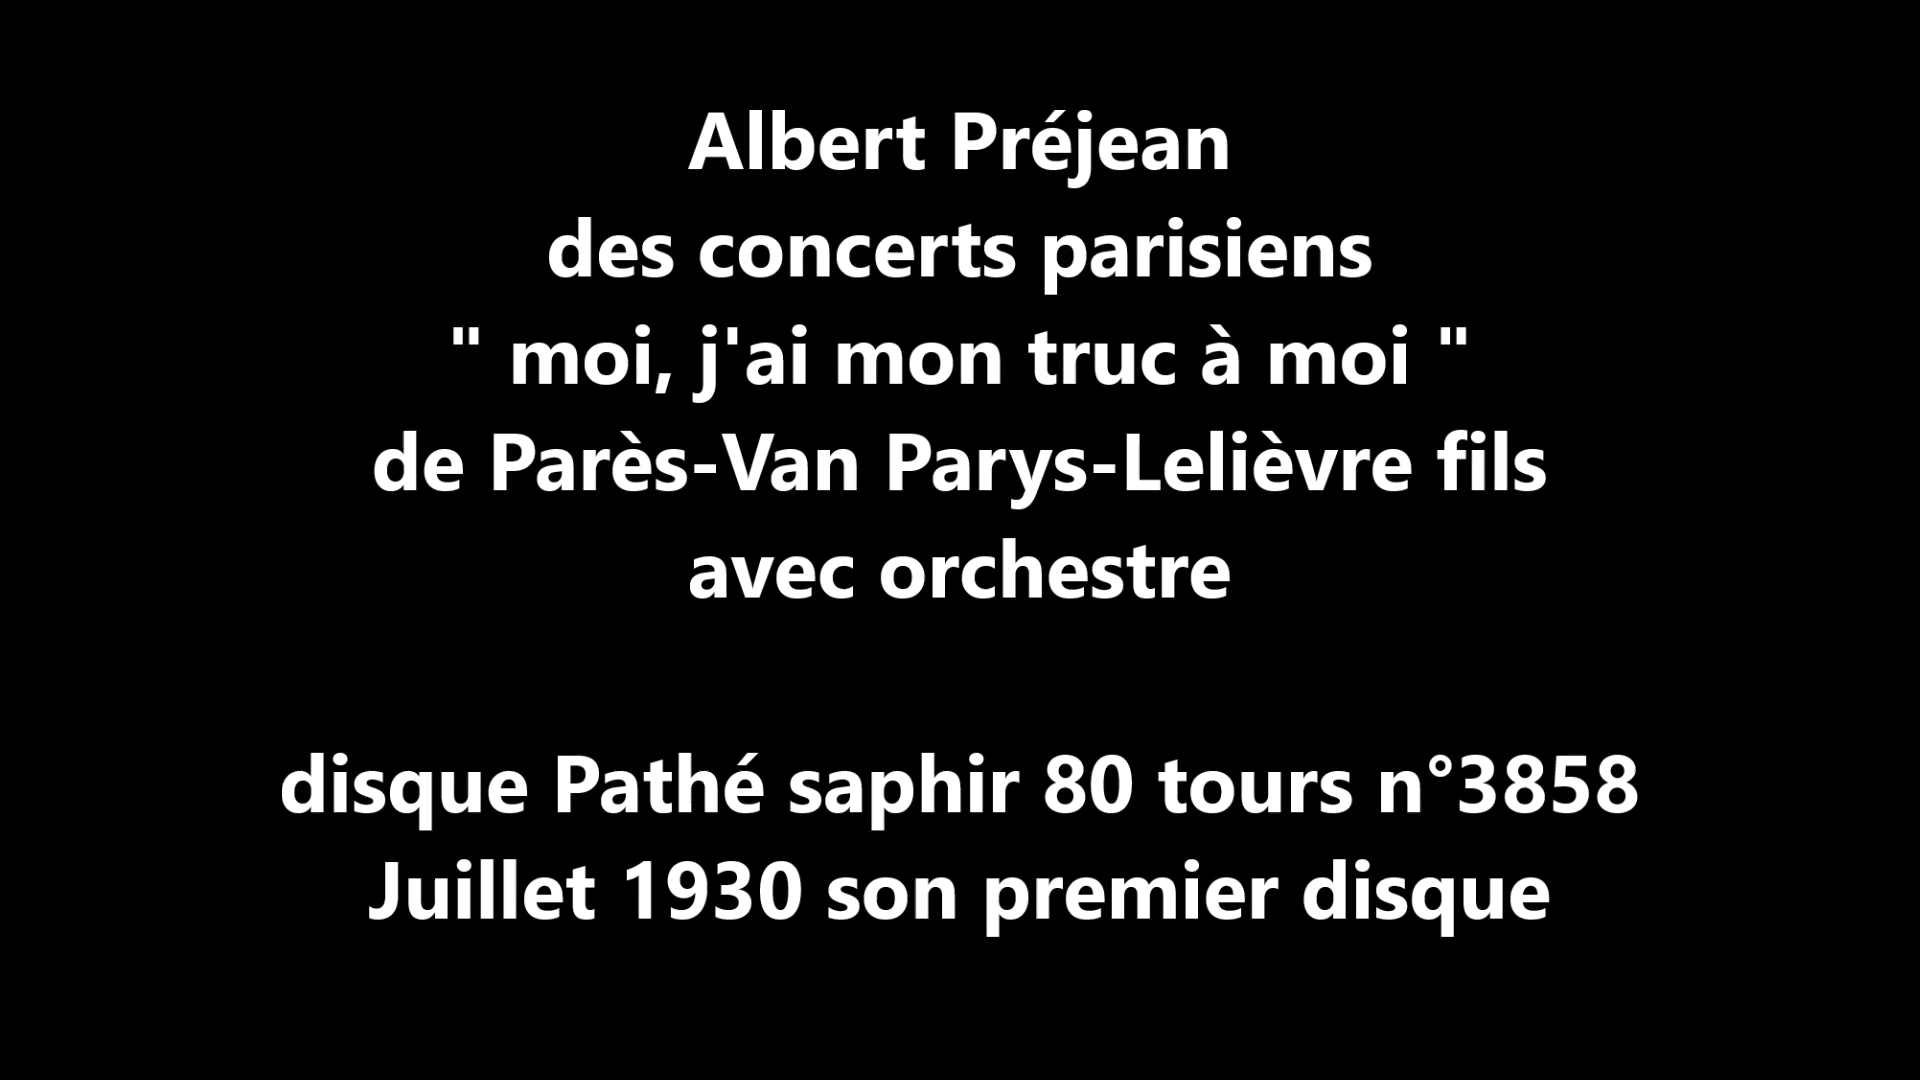 Albert Préjean
des concerts parisiens
" moi, j'ai mon truc à moi "
de Parès-Van Parys-Lelièvre fils
avec orchestre
disque Pathé saphir 80 tours n°3858
Juillet 1930 son premier disque